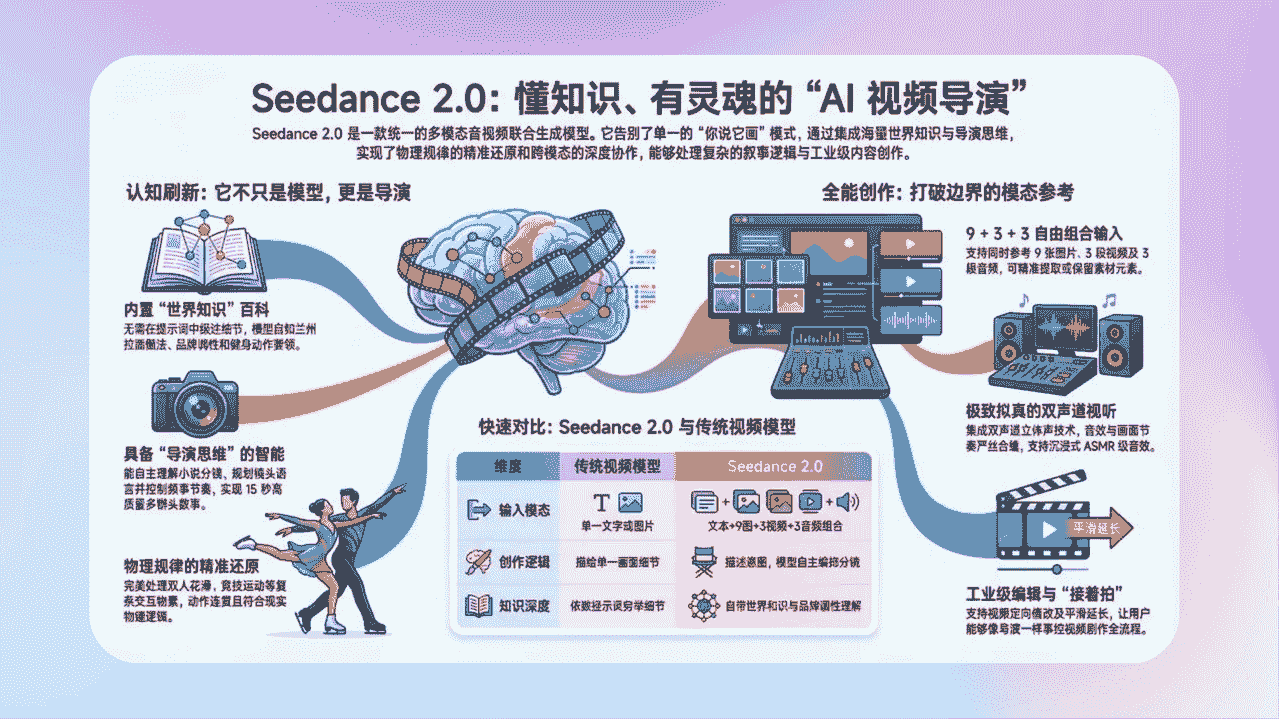 Seedance 2.0：懂知识、有灵魂的“AI 视频导演”
Seedance 2.0 是一款统一的多模态音视频联合生成模型。它告别了单一的“你说它画”模式，通过集成海量世界知识与导演思维，
实现了物理规律的精准还原和跨模态的深度协作，能够处理复杂的叙事逻辑与工业级内容创作。
认知刷新：它不只是模型，更是导演
内置“世界知识”百科
无需在提示词中级述细节，模型自知兰州
拉面做法、品牌调性和健身动作要领。
具备“导演思维”的智能
能自主理解小说分镜，规划镜头语
言并控制频事节奏，实现 15 秒高
质量多镜头叙事。
物理规律的精准还原
完美处理双人花滑、竞技运动等复
杂交互物素，动作连贯且符合现实
物理逻辑。
全能创作：打破边界的模态参考
9 + 3 + 3 自由组合输入
支持同时参考 9 张图片、3 段视频及 3
段音频，可精准提取或保留素材元素。
极致拟真的双声道视听
集成双声道立体声技术，音效与画面节
奏严丝合缝，支持沉浸式 ASMR 级音效。
平滑延长
工业级编辑与“接着拍”
支持视频定向修改及平滑延长，让用户
能够像导演一样掌控视频剧作全流程。
快速对比：Seedance 2.0 与传统视频模型
维度 传统视频模型 Seedance 2.0
输入模态 单一文字或图片 文本+9图+3视频+3音频组合
创作逻辑 描绘单一画面细节 描述意图，模型自主编排分镜
知识深度 依赖提示词穷举细节 自带世界知识与品牌调性理解